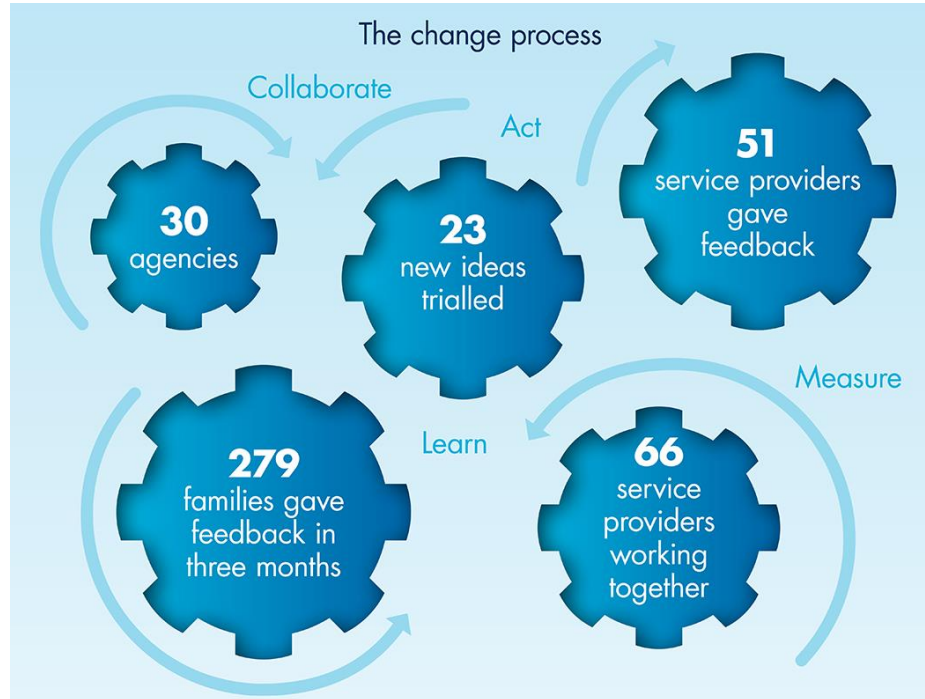 The change process
Collaborate
Act
30
agencies
23
new ideas
trialled
51
service providers
gave
feedback
Measure
Learn
279
families gave
feedback in
three months
66
service
providers
working
together